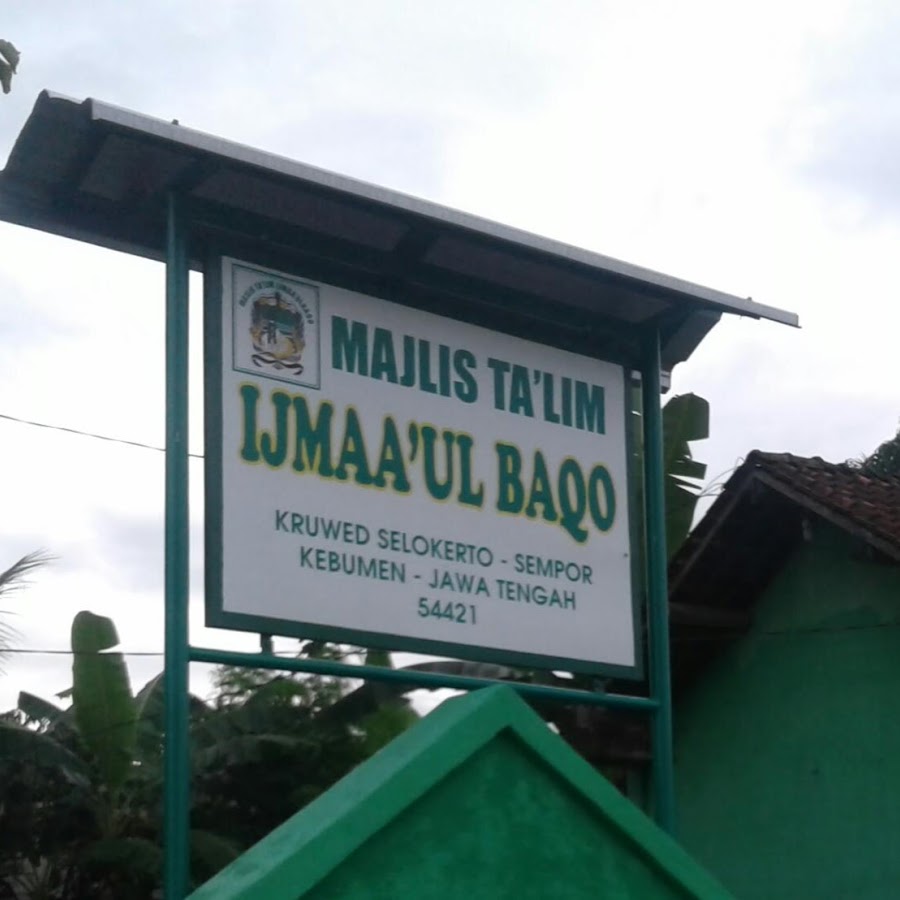 MAJLIS TA'LIM
IJMAA'UL BAQO
KRUWED SELOKERTO - SEMPOR
KEBUMEN - JAWA TENGAH
54421